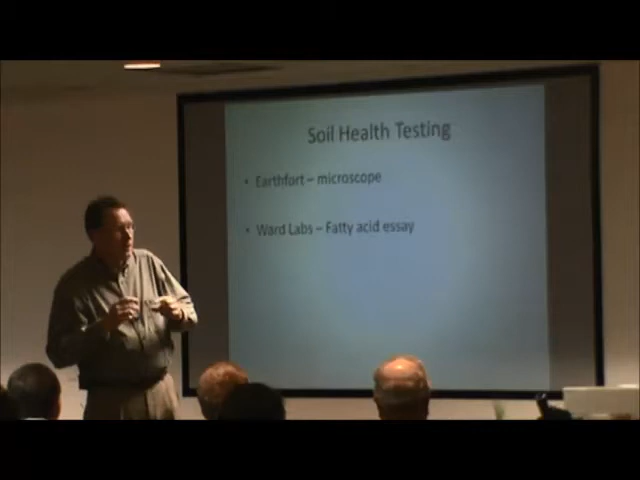 Soil Health Testing
• Earthfort – microscope
• Ward Labs – Fatty acid essay